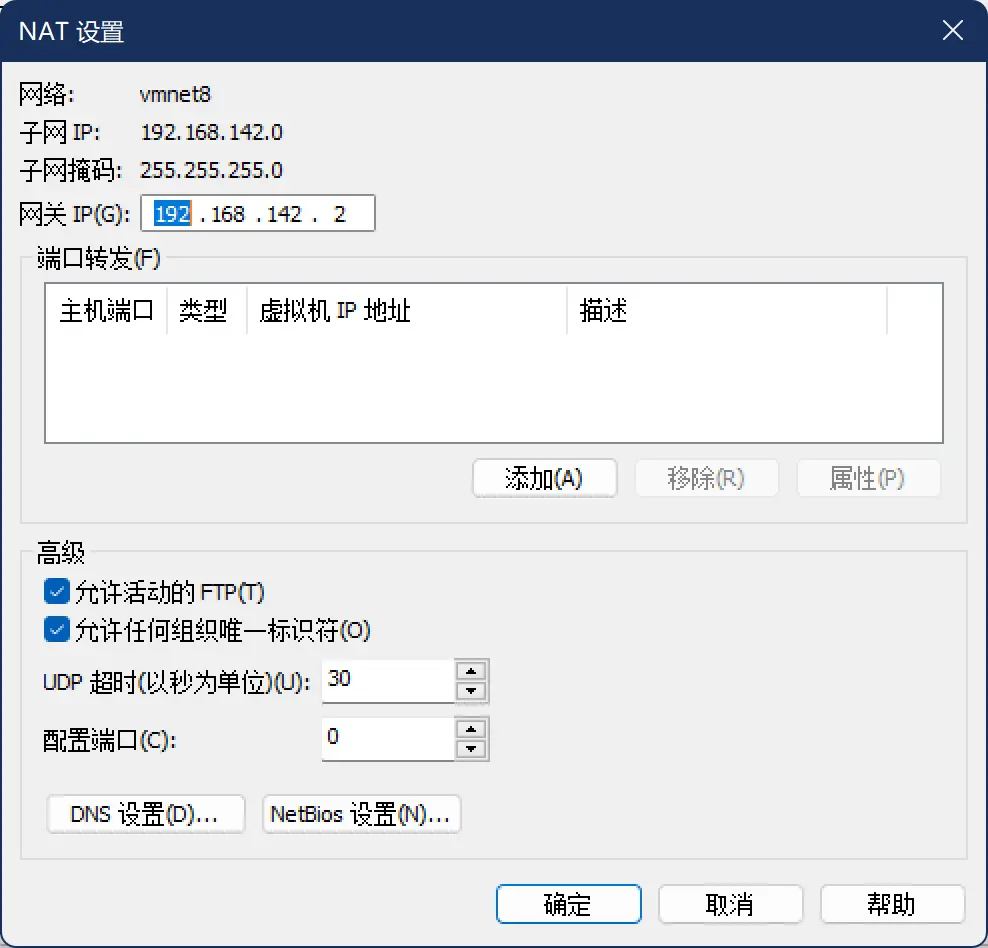 NAT 设置
网络: vmnet8
子网 IP: 192.168.142.0
子网掩码: 255.255.255.0
网关 IP(G): 192 . 168 . 142 . 2
端口转发(F)
主机端口 类型 虚拟机 IP 地址 描述
添加(A) 移除(R) 属性(P)
高级
允许活动的 FTP(T)
允许任何组织唯一标识符(O)
UDP 超时(以秒为单位)(U): 30
配置端口(C): 0
DNS 设置(D)... NetBios 设置(N)...
确定 取消 帮助